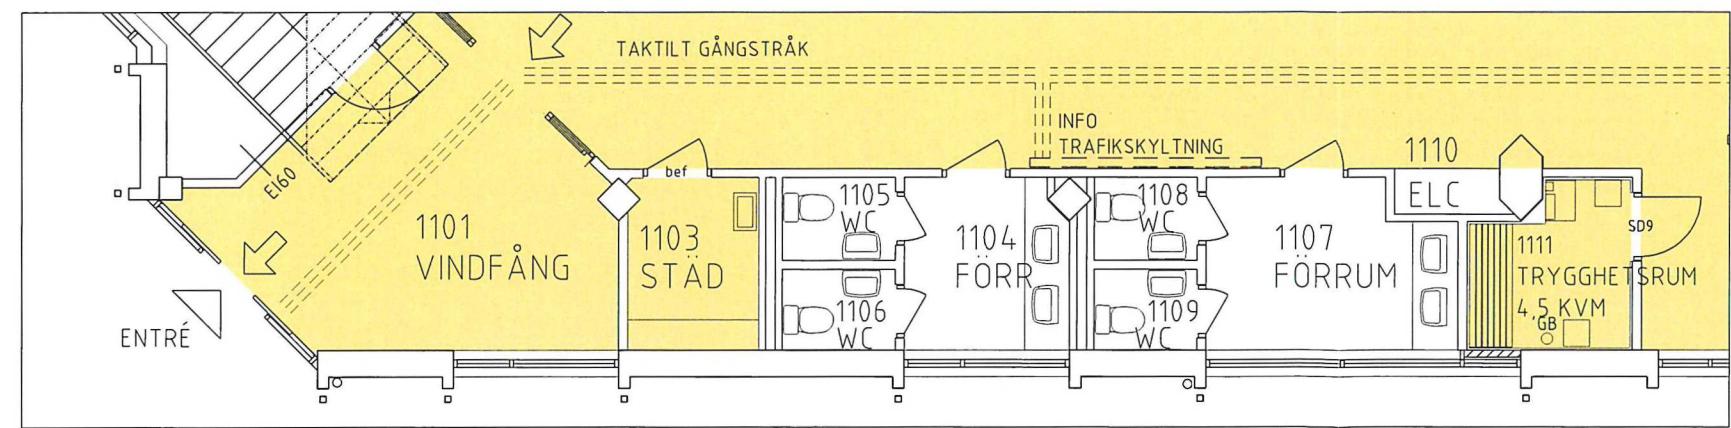 TAKTILT GÅNGSTRÅK
INFO
TRAFIKSKYLTNING
EI60
bef
1101
VINDFÅNG
1103
STÄD
1105
WC
1106
WC
1104
FÖRR
1108
WC
1109
WC
1107
FÖRRUM
1110
ELC
SD9
1111
TRYGGHETSRUM
4,5 KVM
GB
ENTRÉ